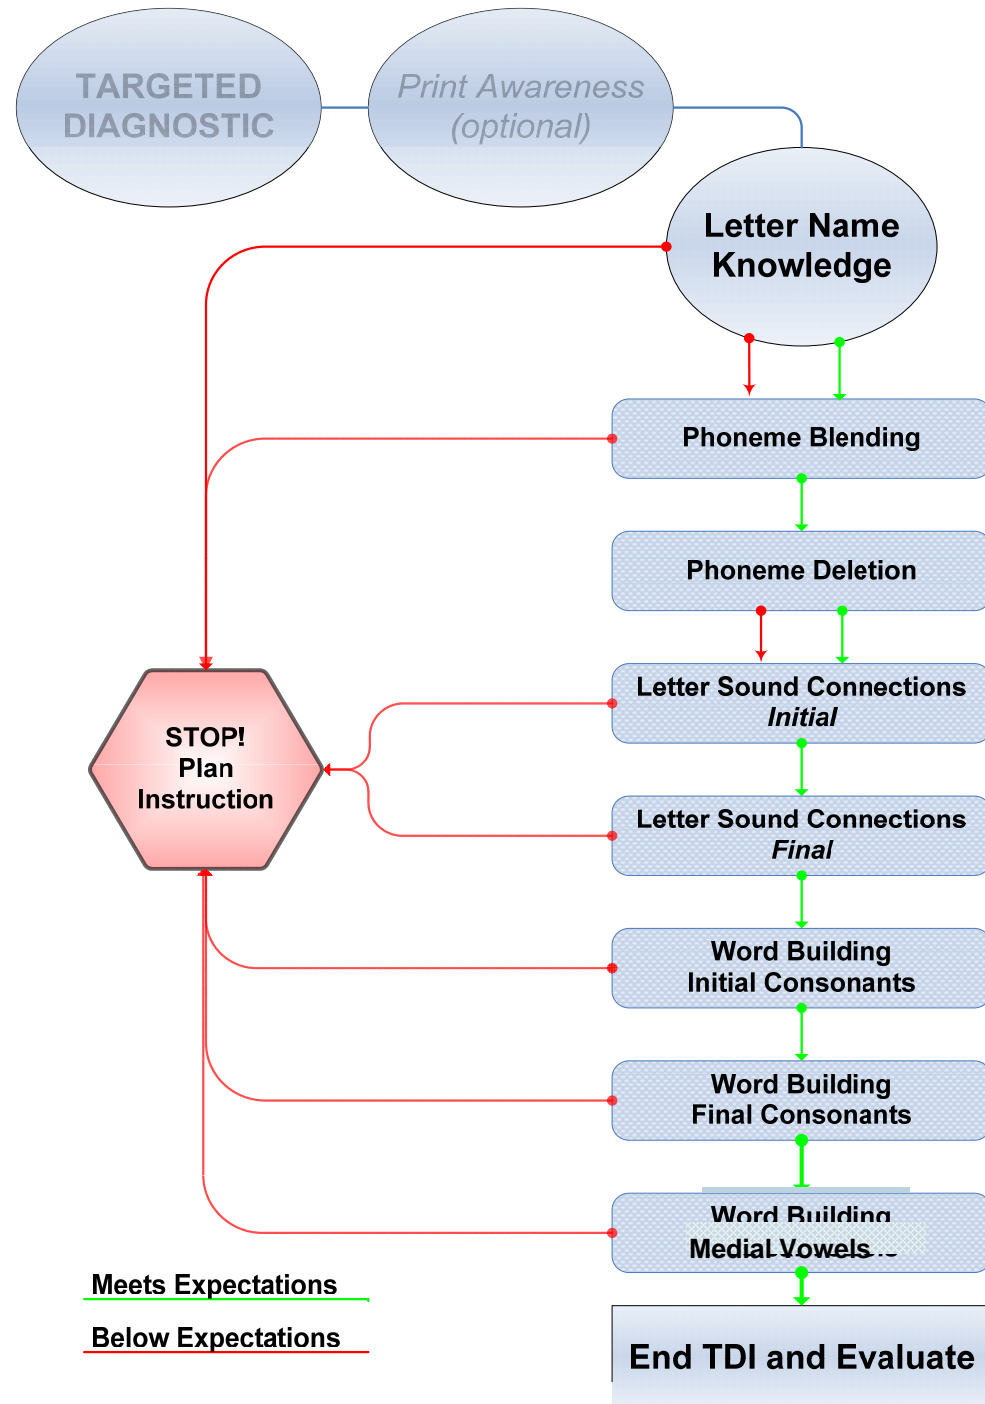 TARGETED
DIAGNOSTIC
Print Awareness
(optional)
Letter Name
Knowledge
Phoneme Blending
Phoneme Deletion
Letter Sound Connections
Initial
STOP!
Plan
Instruction
Letter Sound Connections
Final
Word Building
Initial Consonants
Word Building
Final Consonants
Word Building
Medial Vowels
Meets Expectations
Below Expectations
End TDI and Evaluate